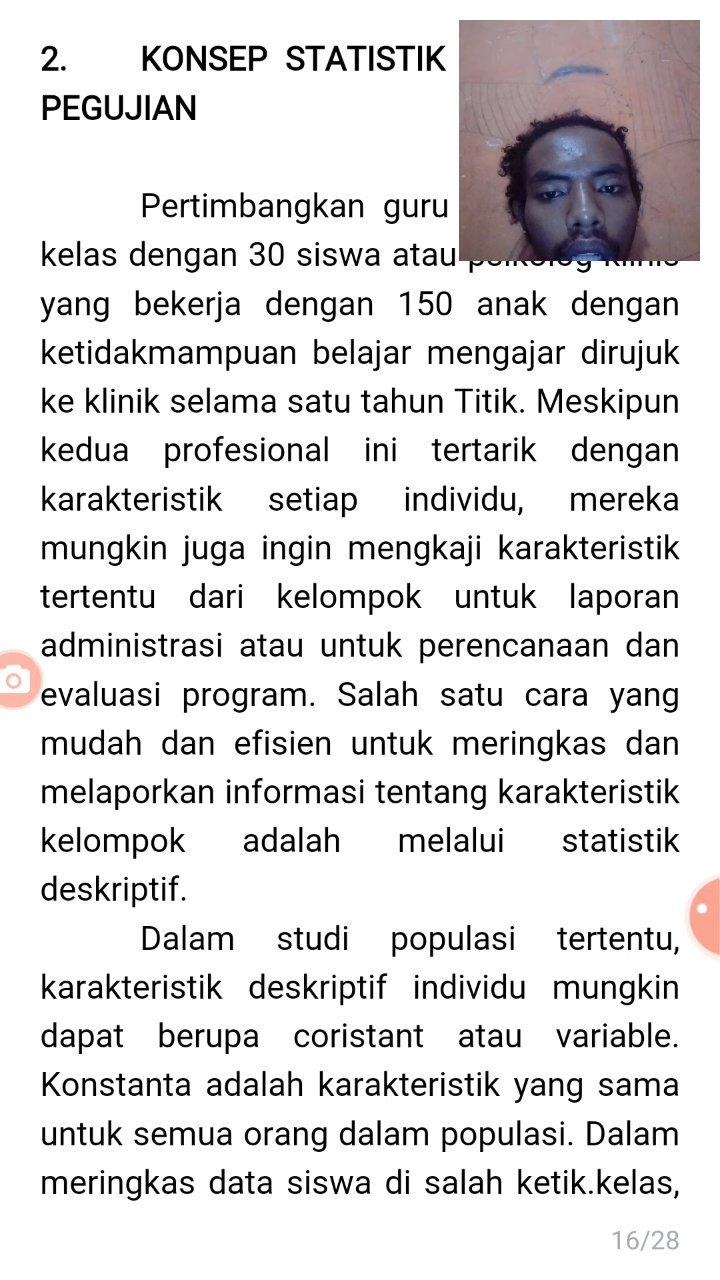 2. KONSEP STATISTIK
PEGUJIAN
Pertimbangkan guru
kelas dengan 30 siswa atau
yang bekerja dengan 150 anak dengan
ketidakmampuan belajar mengajar dirujuk
ke klinik selama satu tahun Titik. Meskipun
kedua profesional ini tertarik dengan
karakteristik setiap individu, mereka
mungkin juga ingin mengkaji karakteristik
tertentu dari kelompok untuk laporan
administrasi atau untuk perencanaan dan
evaluasi program. Salah satu cara yang
mudah dan efisien untuk meringkas dan
melaporkan informasi tentang karakteristik
kelompok adalah melalui statistik
deskriptif.
Dalam studi populasi tertentu,
karakteristik deskriptif individu mungkin
dapat berupa coristant atau variable.
Konstanta adalah karakteristik yang sama
untuk semua orang dalam populasi. Dalam
meringkas data siswa di salah ketik.kelas,
16/28